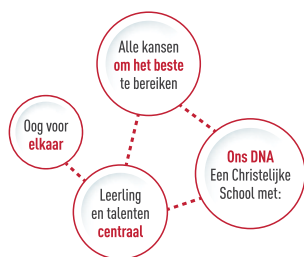 Alle kansen
om het beste
te bereiken
Oog voor
elkaar
Ons DNA
Een Christelijke
School met:
Leerling
en talenten
centraal